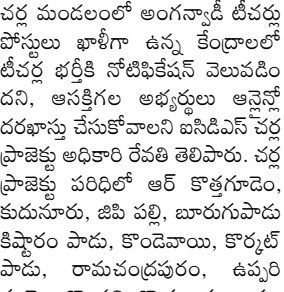 చర్ల మండలంలో అంగన్వాడీ టీచర్లు
పోస్టులు ఖాళీగా ఉన్న కేంద్రాలలో
టీచర్ల భర్తీకి నోటిఫికేషన్ వెలువడిం
దని, ఆసక్తిగల అభ్యర్థులు ఆన్లైన్లో
దరఖాస్తు చేసుకోవాలని ఐసిడిఎస్ చర్ల
ప్రాజెక్టు అధికారి రేవతి తెలిపారు. చర్ల
ప్రాజెక్టు పరిధిలో ఆర్ కొత్తగూడెం,
కుదునూరు, జిపి పల్లి, బూరుగుపాడు
కిష్టారం పాడు, కొండెవాయి, కొర్కట్
పాడు, రామచంద్రపురం, ఉప్పరి